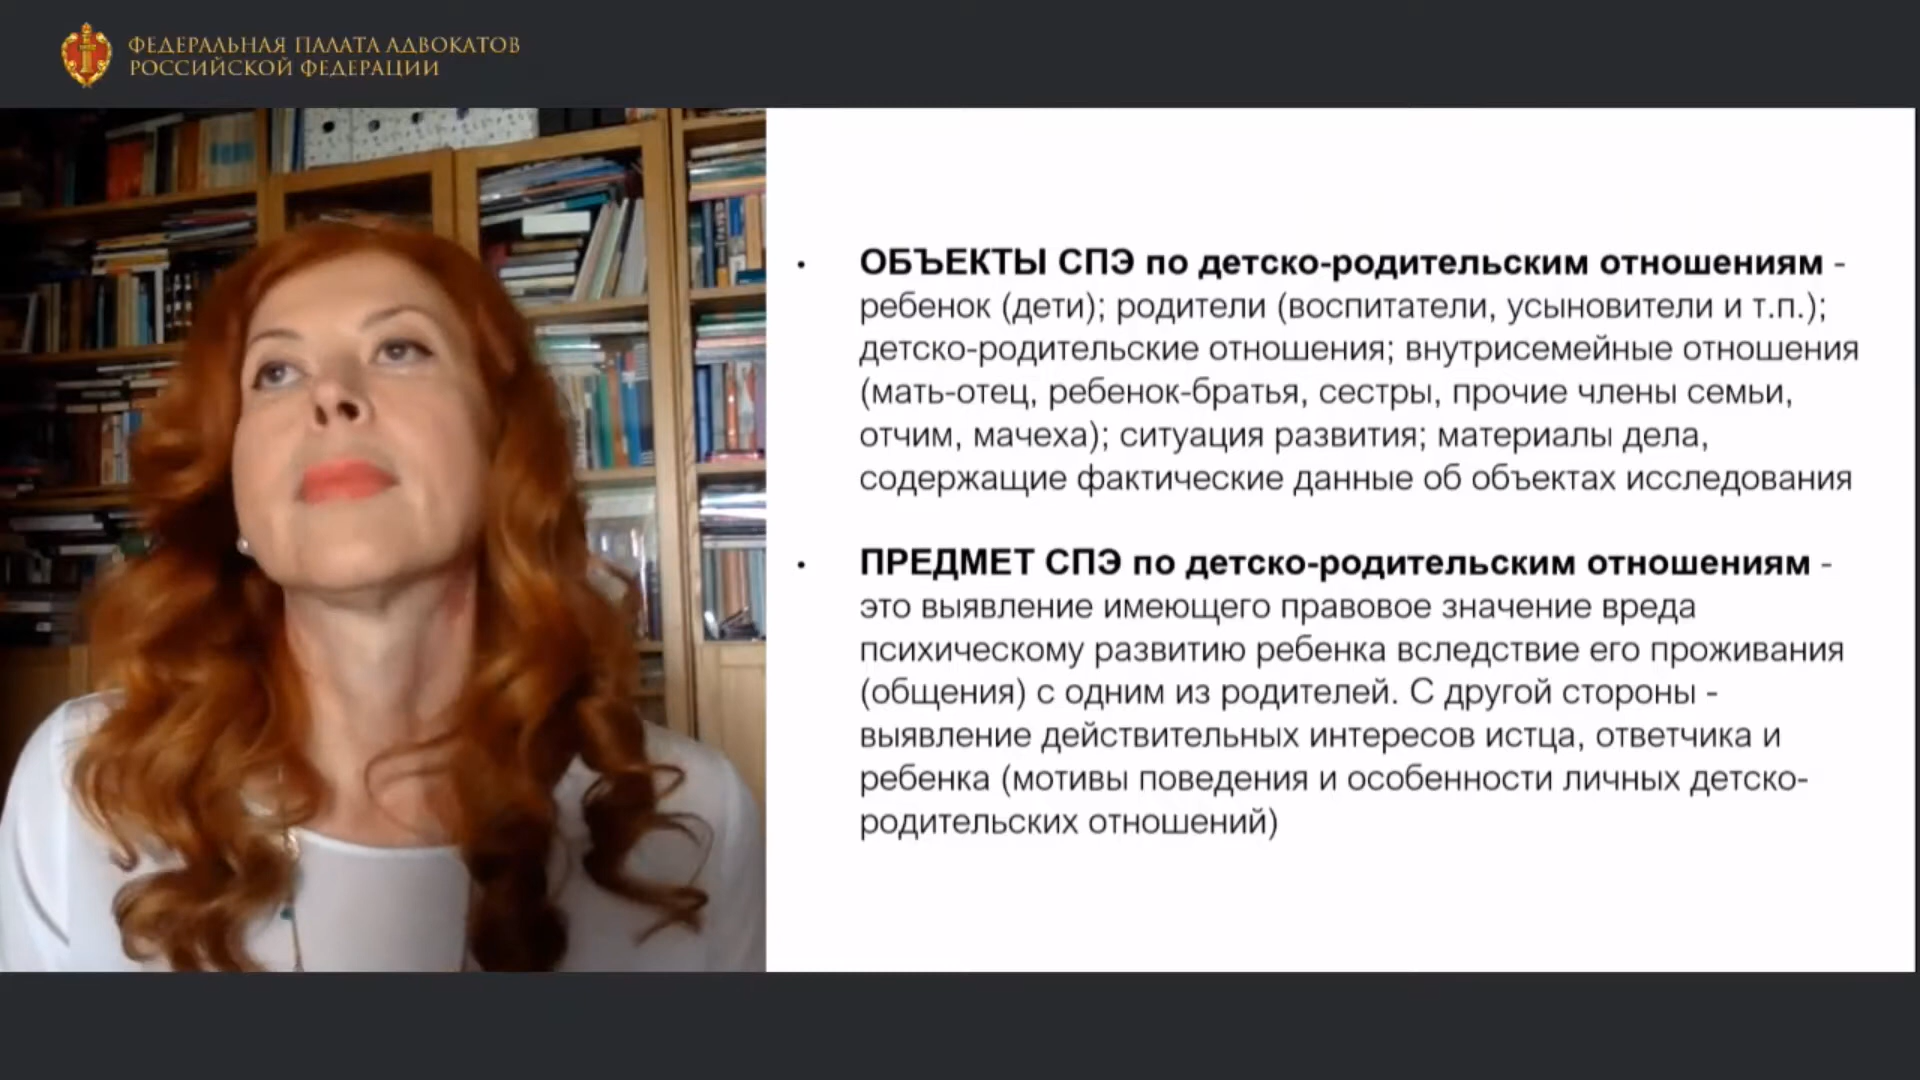 ФЕДЕРАЛЬНАЯ ПАЛАТА АДВОКАТОВ
РОССИЙСКОЙ ФЕДЕРАЦИИ
• ОБЪЕКТЫ СПЭ по детско-родительским отношениям -
ребенок (дети); родители (воспитатели, усыновители и т.п.);
детско-родительские отношения; внутрисемейные отношения
(мать-отец, ребенок-братья, сестры, прочие члены семьи,
отчим, мачеха); ситуация развития; материалы дела,
содержащие фактические данные об объектах исследования
• ПРЕДМЕТ СПЭ по детско-родительским отношениям -
это выявление имеющего правовое значение вреда
психическому развитию ребенка вследствие его проживания
(общения) с одним из родителей. С другой стороны -
выявление действительных интересов истца, ответчика и
ребенка (мотивы поведения и особенности личных детско-
родительских отношений)